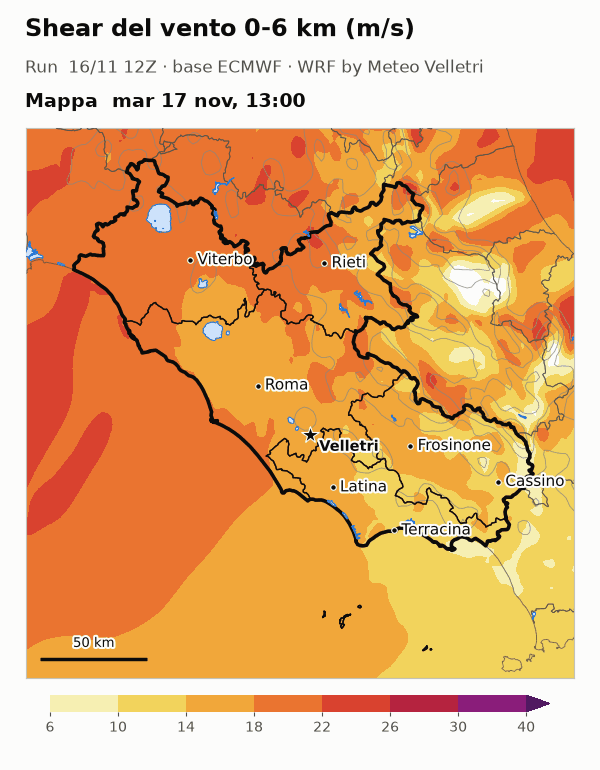 Shear del vento 0-6 km (m/s)
Run  16/11 12Z · base ECMWF · WRF by Meteo Velletri
Mappa  mar 17 nov, 13:00
Viterbo
Rieti
Roma
Velletri
Frosinone
Cassino
Latina
Terracina
50 km
6 10 14 18 22 26 30 40